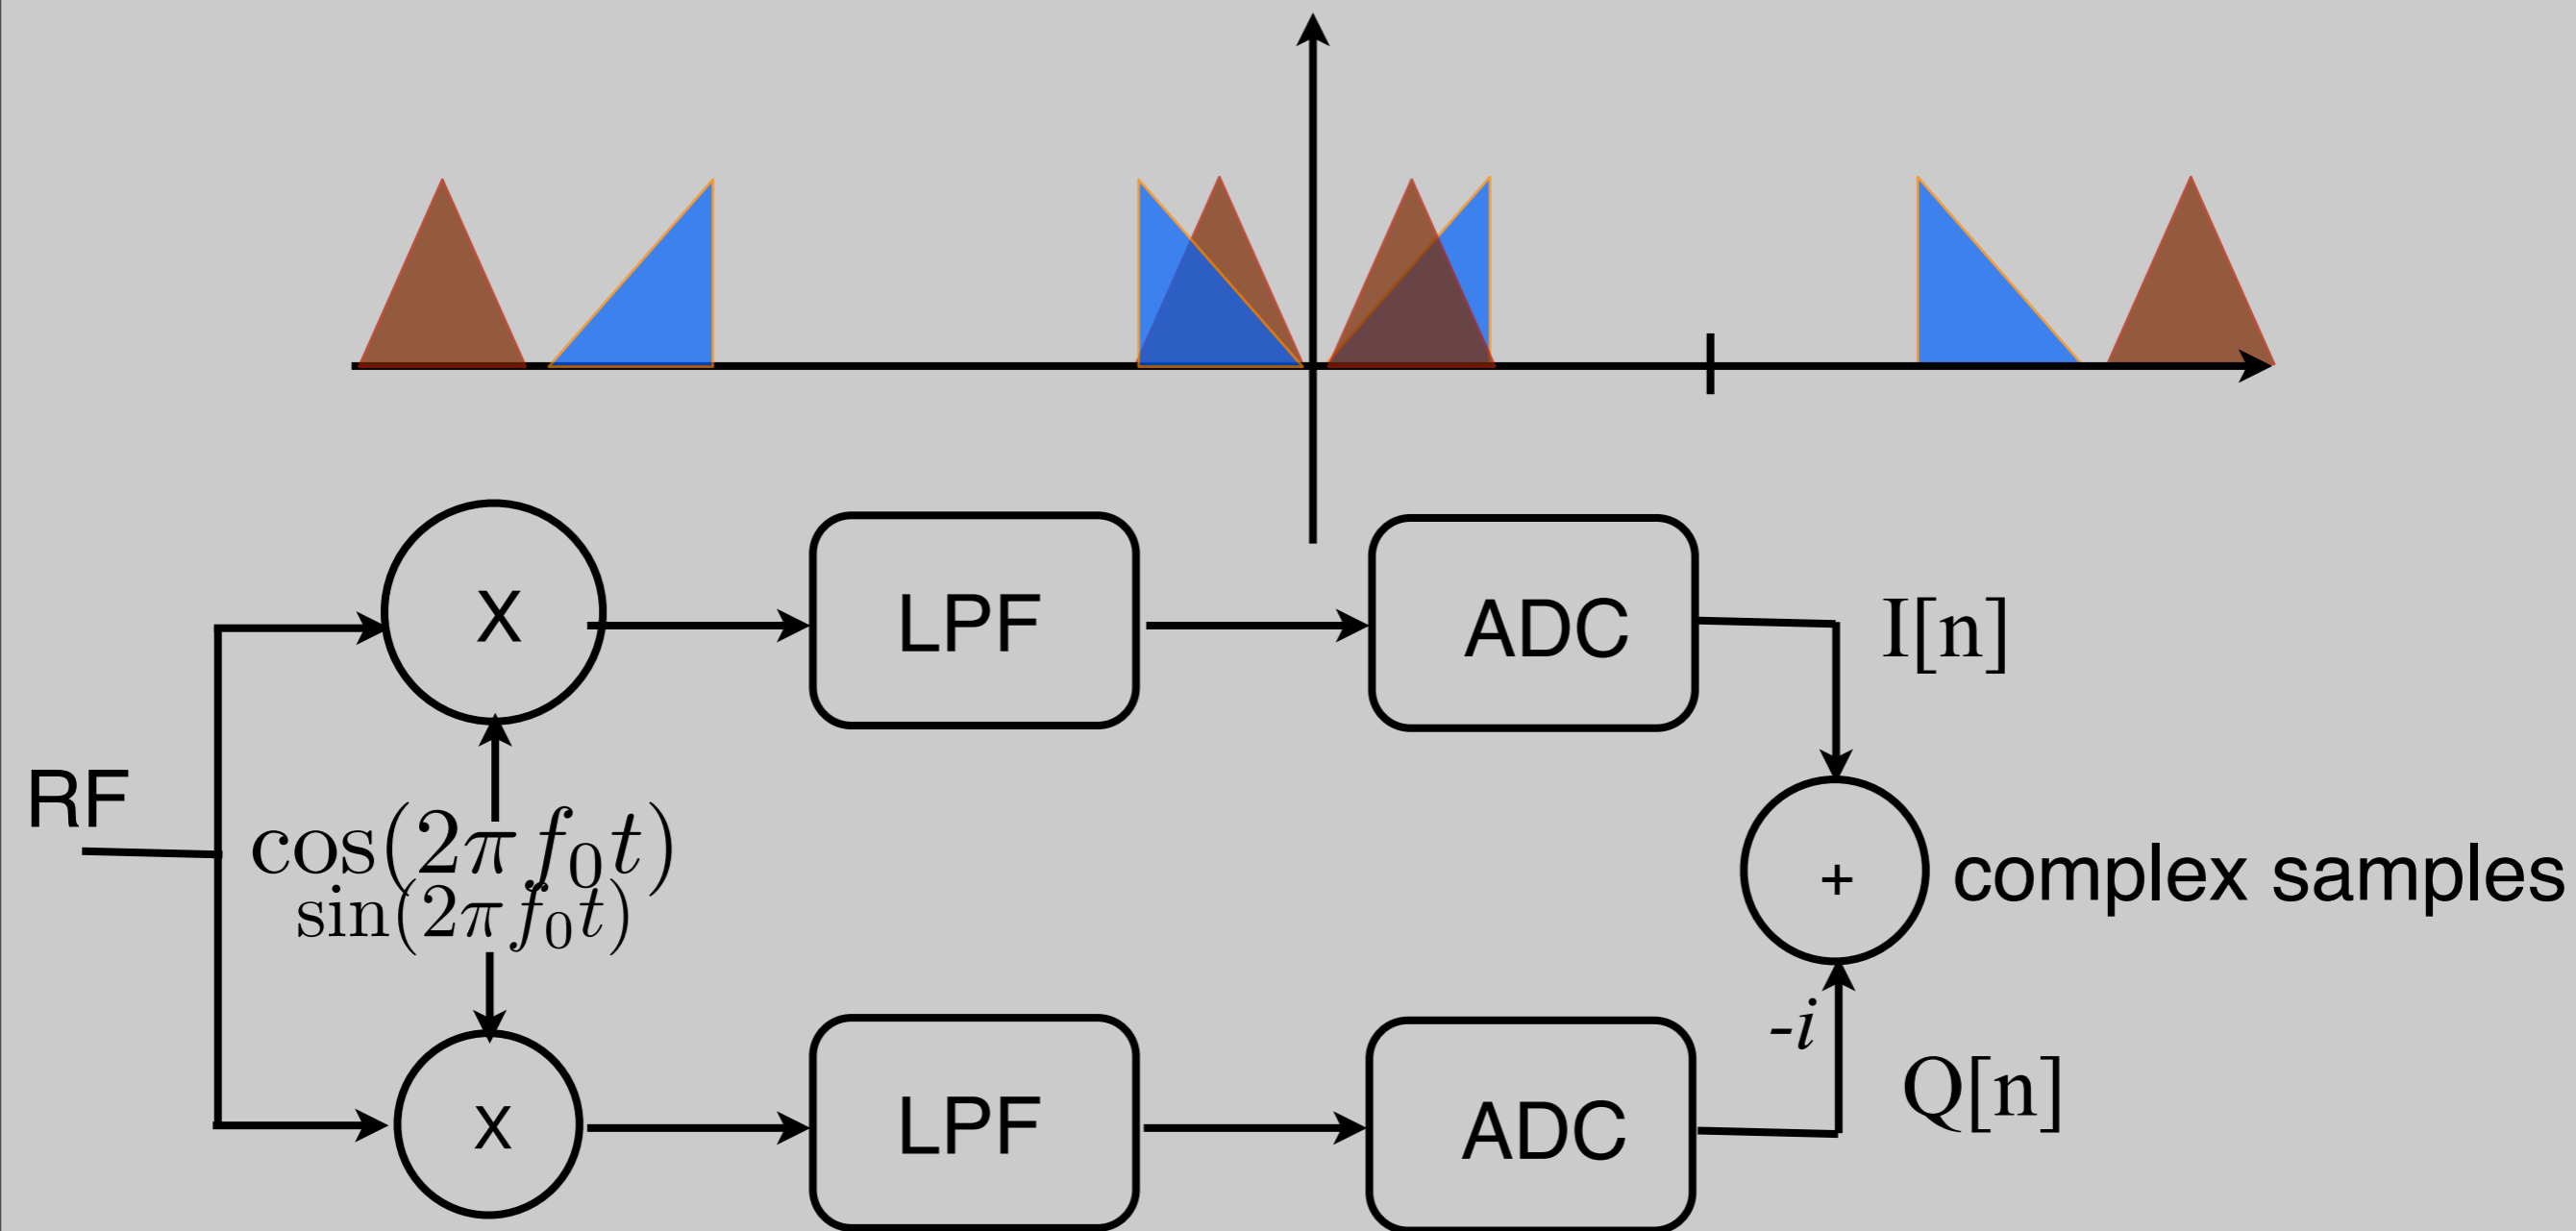 X
LPF
ADC
I[n]
RF
cos(2πf₀t)
sin(2πf₀t)
+
complex samples
-i
X
LPF
ADC
Q[n]